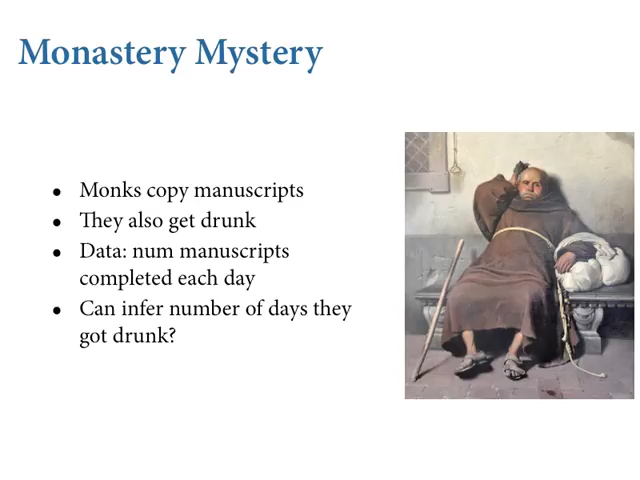 Monastery Mystery
• Monks copy manuscripts
• They also get drunk
• Data: num manuscripts
completed each day
• Can infer number of days they
got drunk?